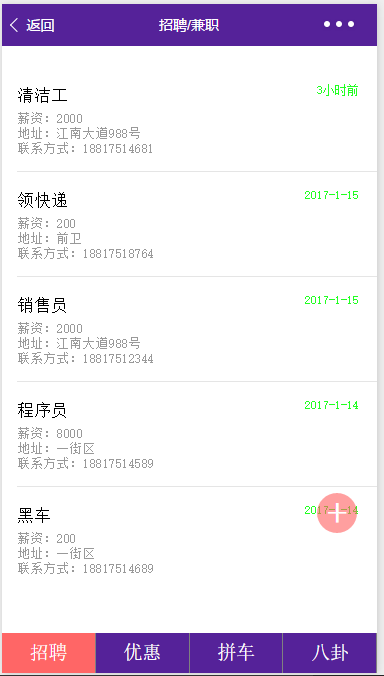 返回 招聘/兼职
清洁工 3小时前
薪资：2000
地址：江南大道988号
联系方式：18817514681
领快递 2017-1-15
薪资：200
地址：前卫
联系方式：18817518764
销售员 2017-1-15
薪资：2000
地址：江南大道988号
联系方式：18817512344
程序员 2017-1-14
薪资：8000
地址：一街区
联系方式：18817514589
黑车 2017-1-14
薪资：200
地址：一街区
联系方式：18817514689
招聘 优惠 拼车 八卦